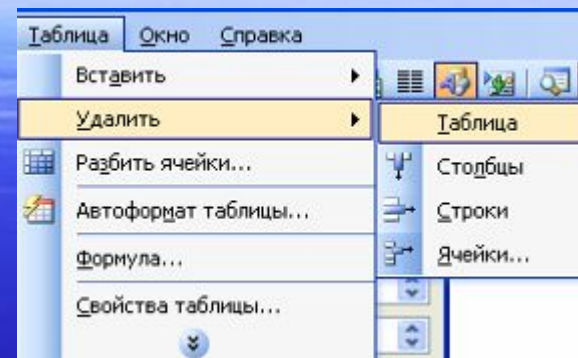 Таблица Окно Справка
Вставить
Удалить
Разбить ячейки...
Автоформат таблицы...
Формула...
Свойства таблицы...
Таблица
Столбцы
Строки
Ячейки...